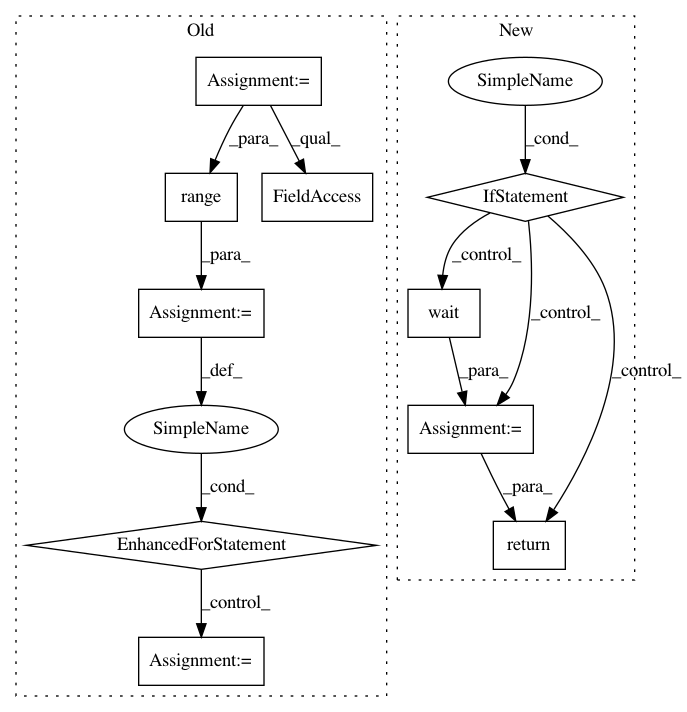 Old
New
Assignment:=
SimpleName
_para_
_qual_
_cond_
range
FieldAccess
IfStatement
_para_
_control_
Assignment:=
wait
_control_
_def_
_para_
_control_
SimpleName
Assignment:=
_cond_
_para_
EnhancedForStatement
return
_control_
Assignment:=